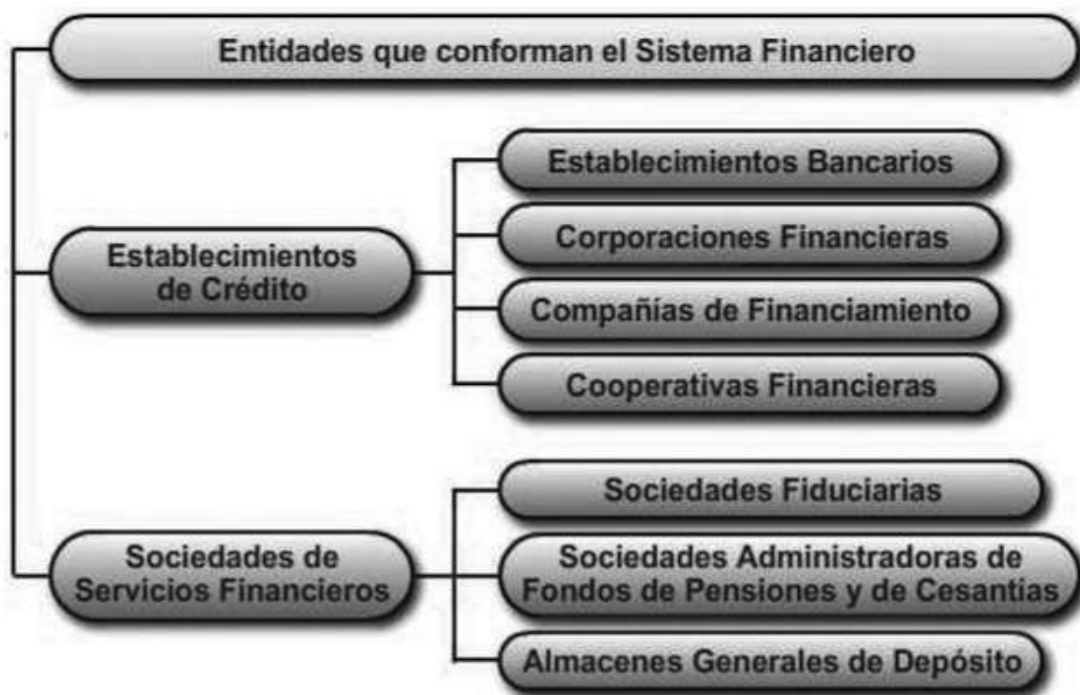 Entidades que conforman el Sistema Financiero
Establecimientos
de Crédito
Establecimientos Bancarios
Corporaciones Financieras
Compañías de Financiamiento
Cooperativas Financieras
Sociedades de
Servicios Financieros
Sociedades Fiduciarias
Sociedades Administradoras de
Fondos de Pensiones y de Cesantías
Almacenes Generales de Depósito